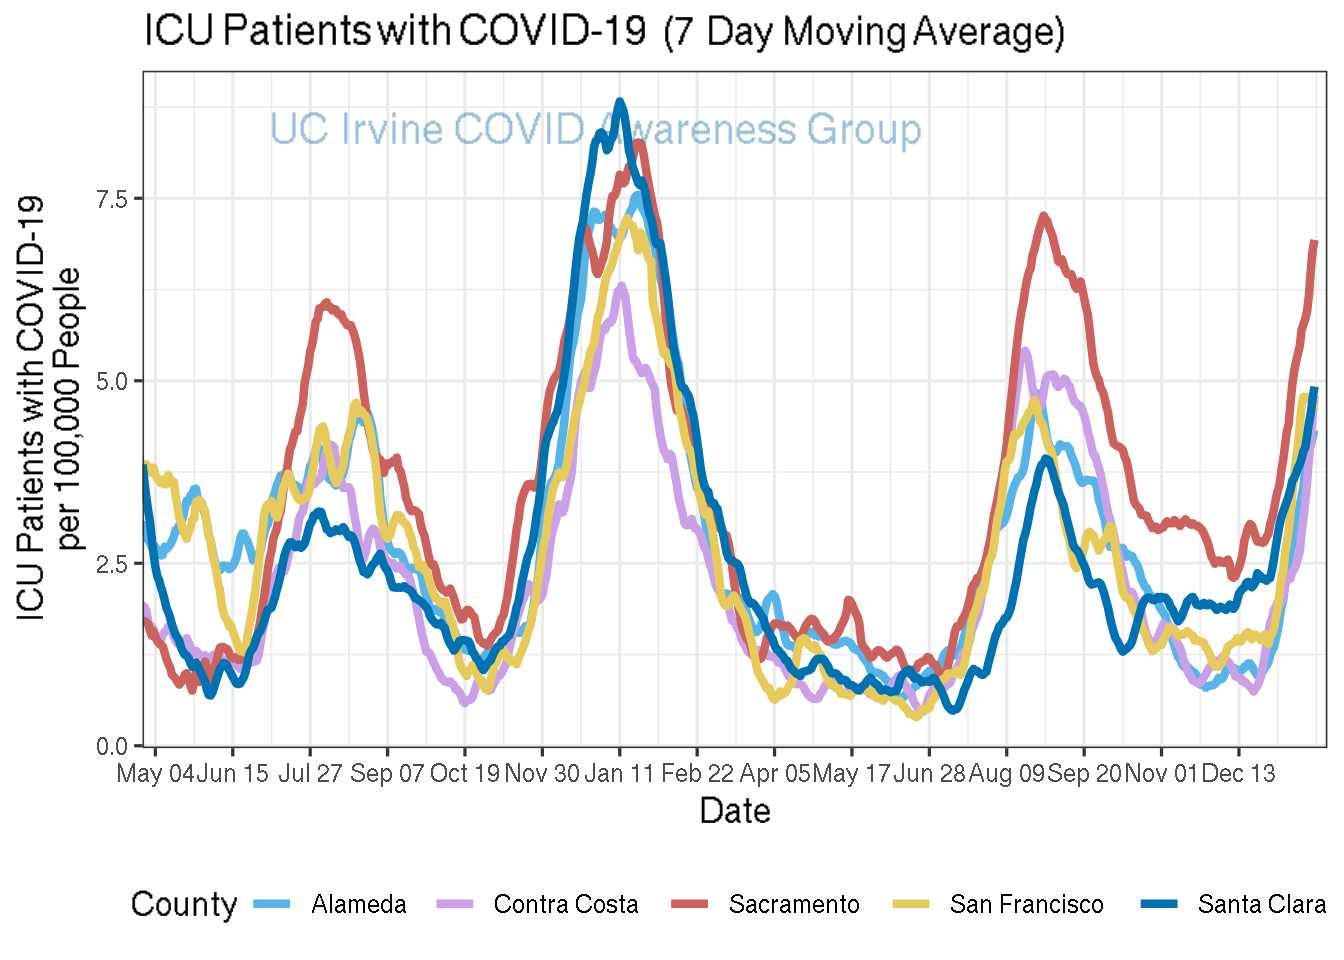 ICU Patients with COVID-19 (7 Day Moving Average)
UC Irvine COVID Awareness Group
ICU Patients with COVID-19
per 100,000 People
7.5
5.0
2.5
0.0
May 04 Jun 15 Jul 27 Sep 07 Oct 19 Nov 30 Jan 11 Feb 22 Apr 05 May 17 Jun 28 Aug 09 Sep 20 Nov 01 Dec 13
Date
County Alameda Contra Costa Sacramento San Francisco Santa Clara